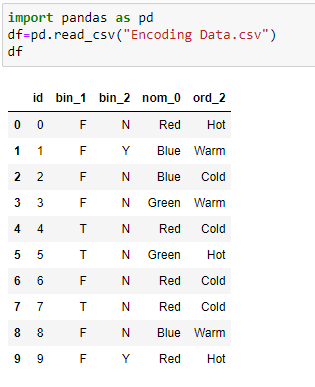 import pandas as pd
df=pd.read_csv("Encoding Data.csv")
df
id bin_1 bin_2 nom_0 ord_2
0 0 F N Red Hot
1 1 F Y Blue Warm
2 2 F N Blue Cold
3 3 F N Green Warm
4 4 T N Red Cold
5 5 T N Green Hot
6 6 F N Red Cold
7 7 T N Red Cold
8 8 F N Blue Warm
9 9 F Y Red Hot